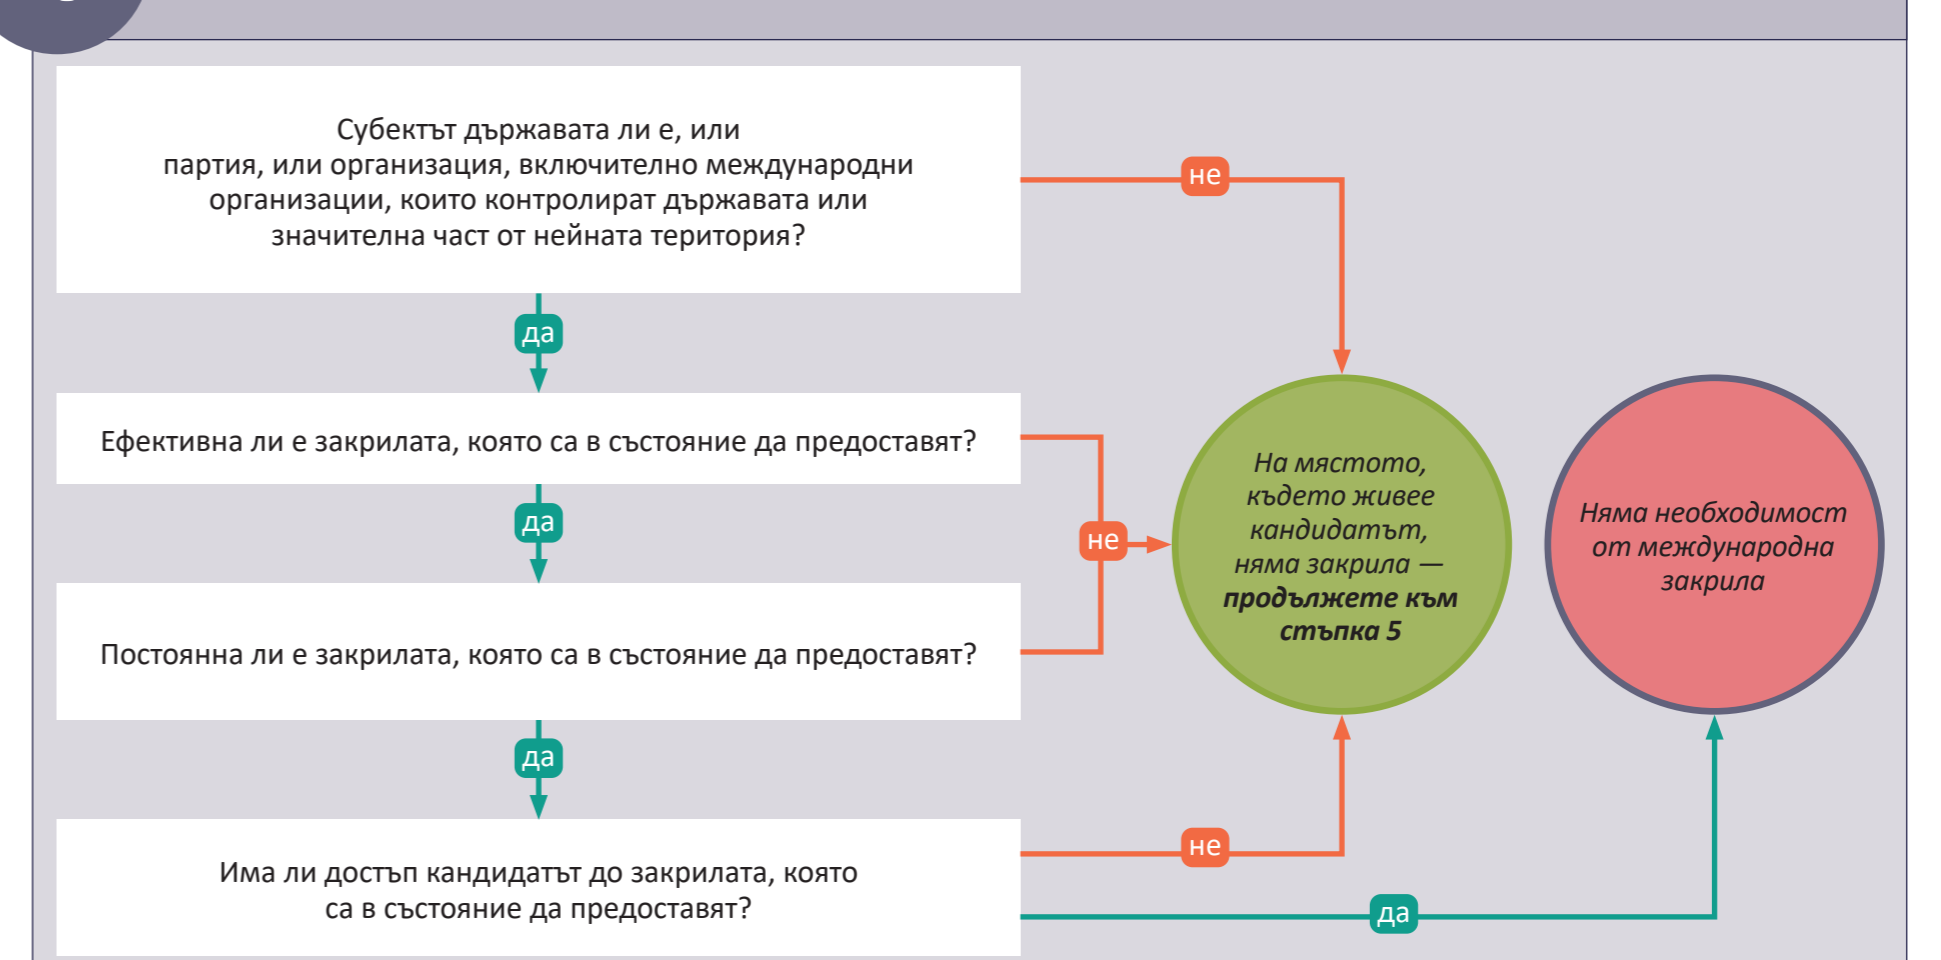 Субектът държавата ли е, или
партия, или организация, включително международни
организации, които контролират държавата или
значителна част от нейната територия?
не
да
Ефективна ли е закрилата, която са в състояние да предоставят?
да
не
Постоянна ли е закрилата, която са в състояние да предоставят?
да
Има ли достъп кандидатът до закрилата, която
са в състояние да предоставят?
не
да
На мястото,
където живее
кандидатът,
няма закрила —
продължете към
стъпка 5
Няма необходимост
от международна
закрила